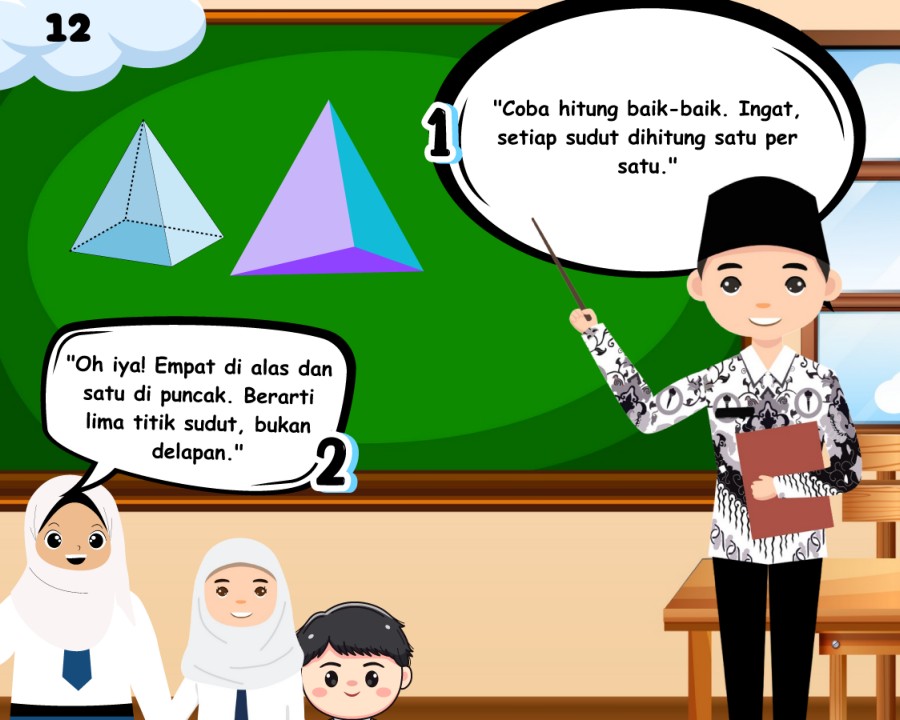 12
1
"Coba hitung baik-baik. Ingat,
setiap sudut dihitung satu per
satu."
"Oh iya! Empat di alas dan
satu di puncak. Berarti
lima titik sudut, bukan
delapan."
2